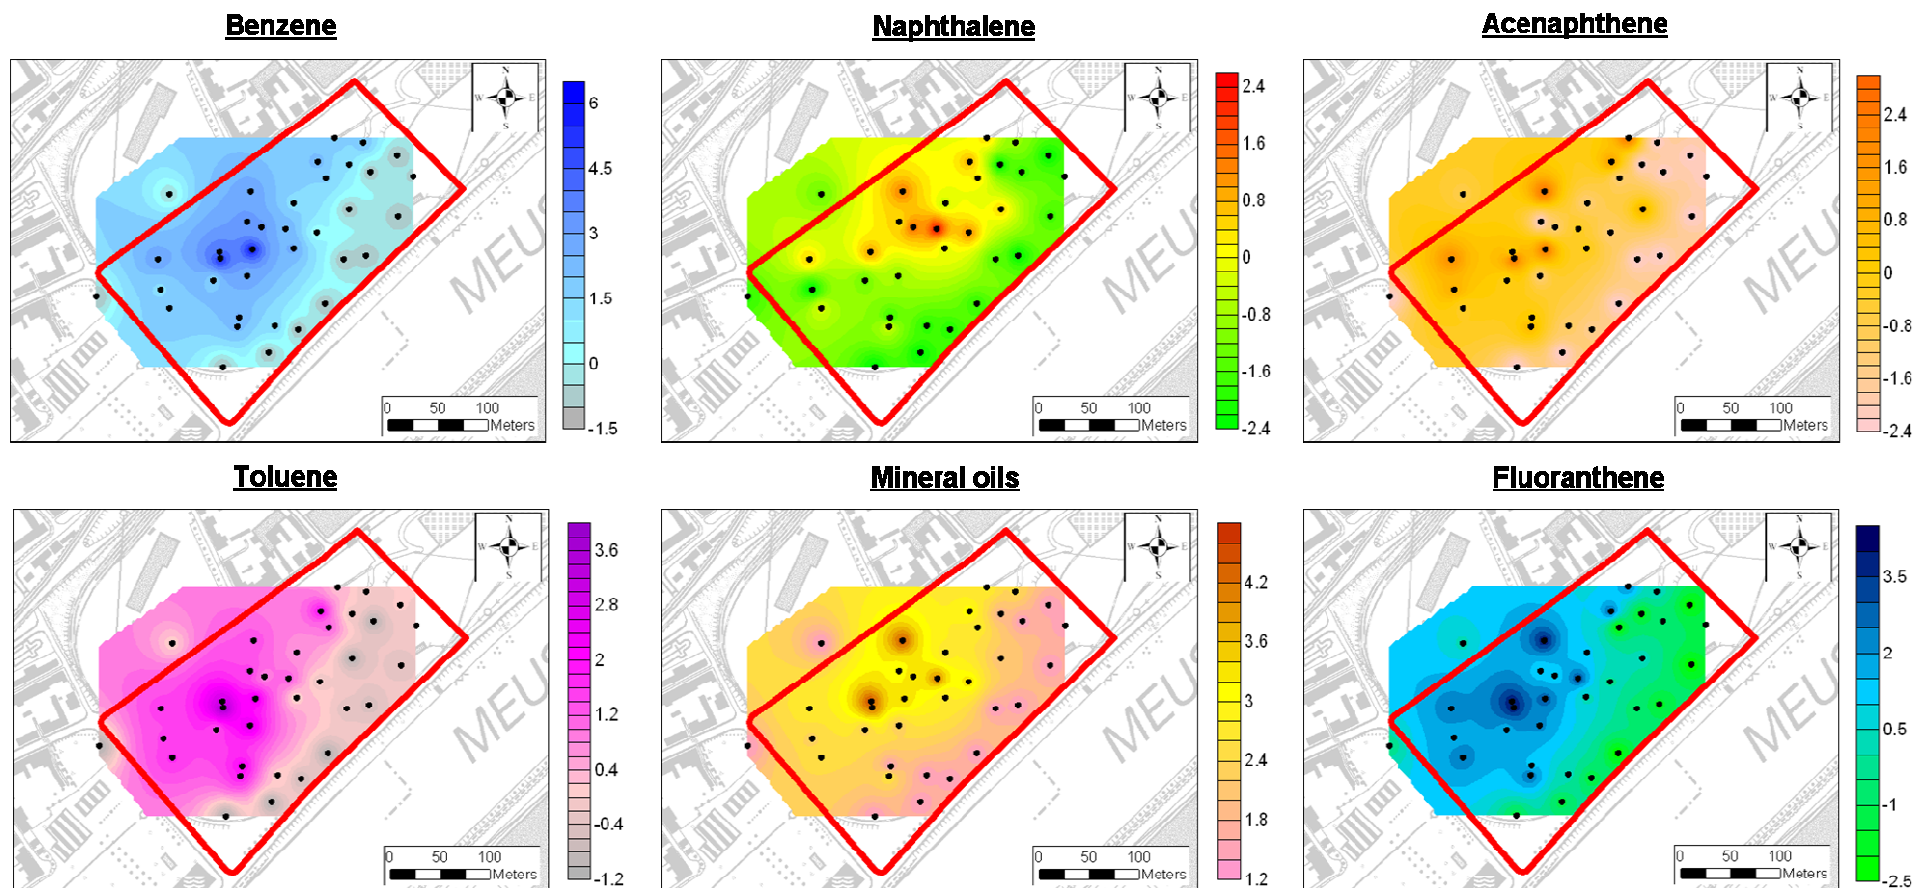 Benzene
N
W E
S
MEUS
0 50 100
Meters
6
4.5
3
1.5
0
-1.5
Naphthalene
N
W E
S
MEUS
0 50 100
Meters
2.4
1.6
0.8
0
-0.8
-1.6
-2.4
Acenaphthene
N
W E
S
MEU
0 50 100
Meters
2.4
1.6
0.8
0
-0.8
-1.6
-2.4
Toluene
N
W E
S
MEUS
0 50 100
Meters
3.6
2.8
2
1.2
0.4
-0.4
-1.2
Mineral oils
N
W E
S
MEUS
0 50 100
Meters
4.2
3.6
3
2.4
1.8
1.2
Fluoranthene
N
W E
S
MEU
0 50 100
Meters
3.5
2
0.5
-1
-2.5